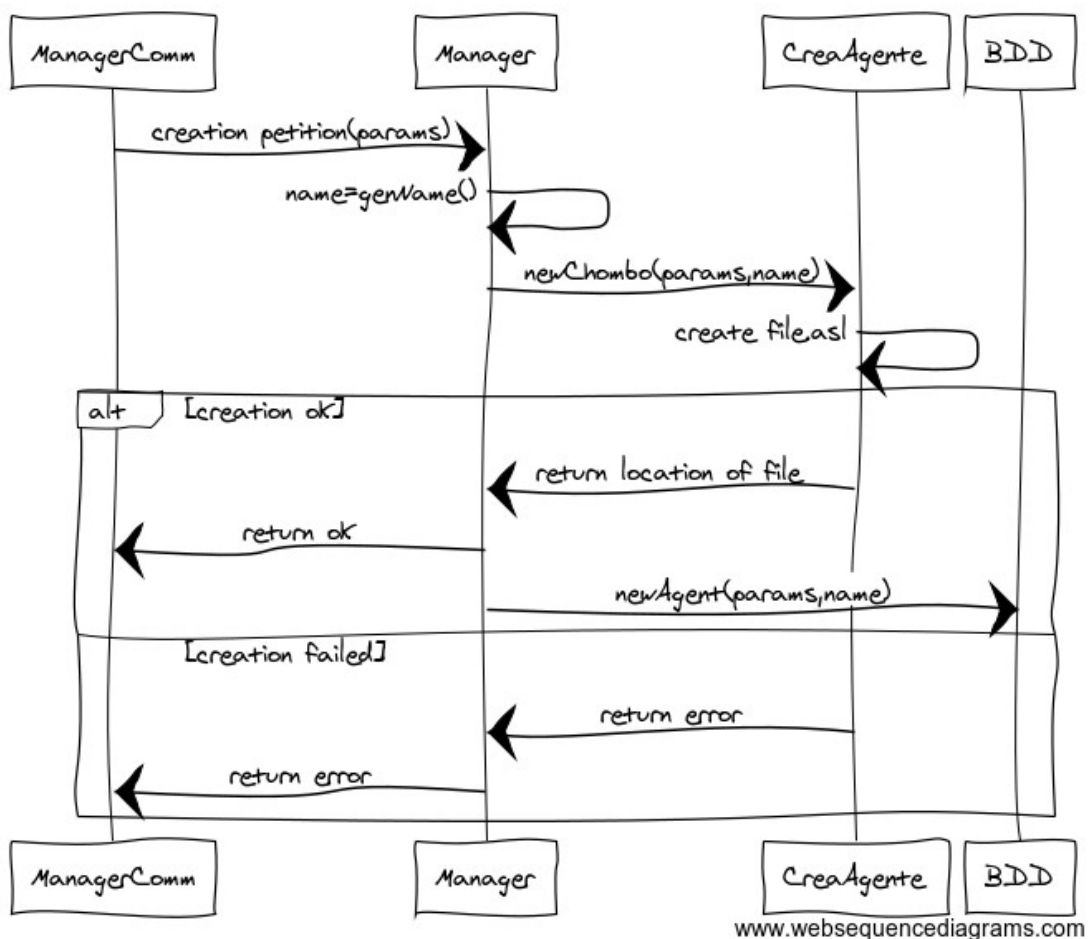 ManagerComm
Manager
CreaAgente
BDD
creation petition(params)
name=genName()
newChombo(params,name)
create file.asl
alt
[creation ok]
return location of file
return ok
newAgent(params,name)
[creation failed]
return error
return error
ManagerComm
Manager
CreaAgente
BDD
www.websequencediagrams.com